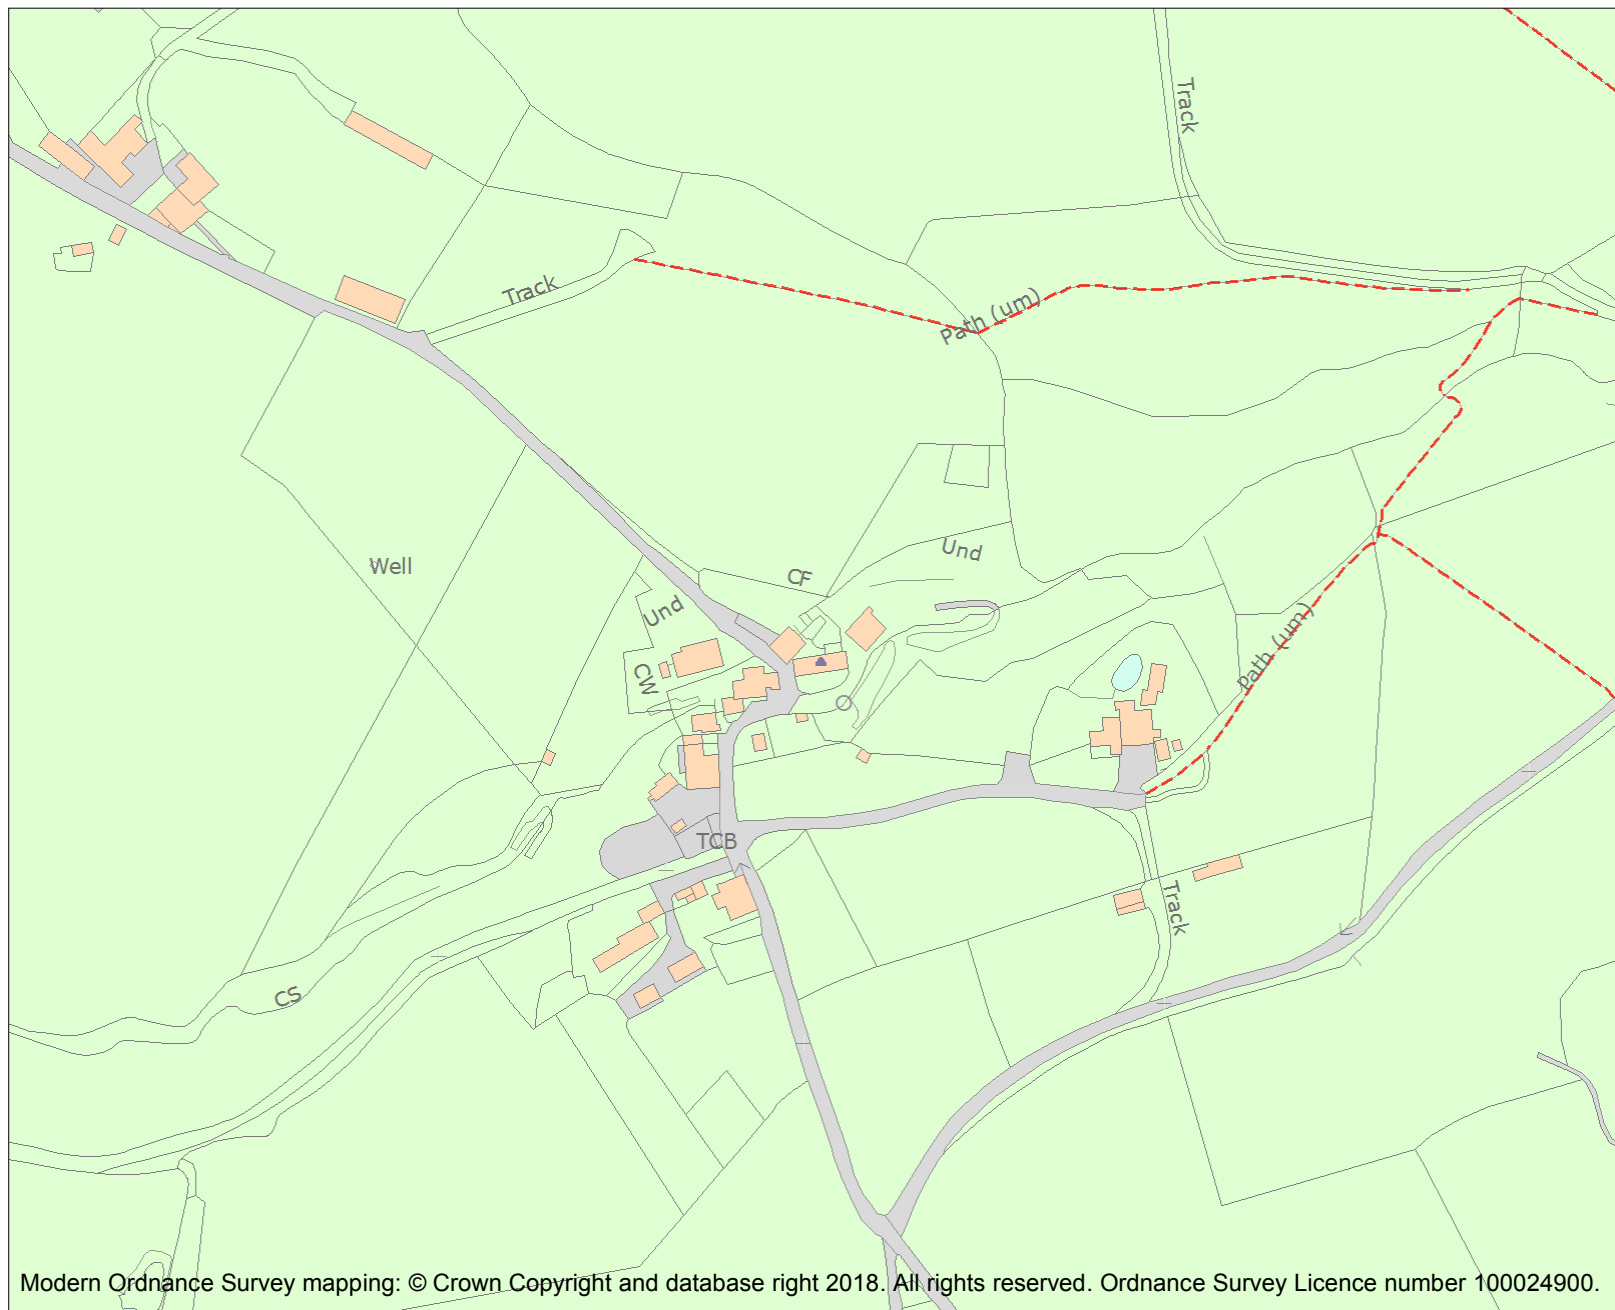 Track
Track
Path (um)
Und
Well
CF
Und
Path (um)
CW
TCB
Track
CS
Modern Ordnance Survey mapping: © Crown Copyright and database right 2018. All rights reserved. Ordnance Survey Licence number 100024900.